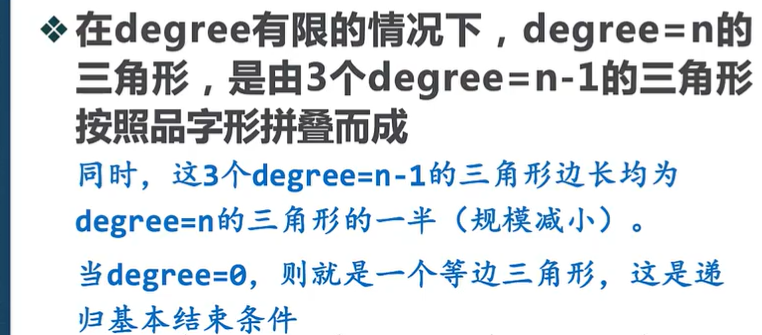 ❖在degree有限的情况下，degree=n的
三角形，是由3个degree=n-1的三角形
按照品字形拼叠而成
同时，这3个degree=n-1的三角形边长均为
degree=n的三角形的一半（规模减小）。
当degree=0，则就是一个等边三角形，这是递
归基本结束条件